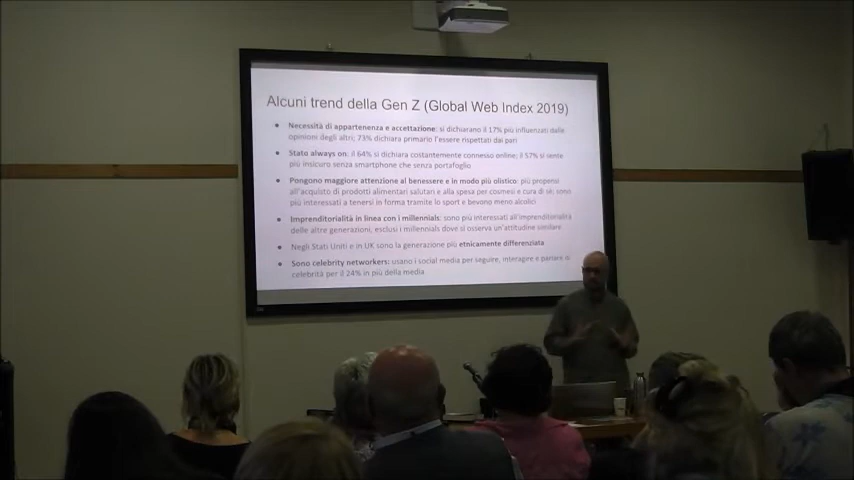 Alcuni trend della Gen Z (Global Web Index 2019)
Necessità di appartenenza e accettazione: si dichiarano il 17% più influenzati dalle
opinioni degli altri; 73% dichiara primario l'essere rispettati dai pari
Stato always on: il 64% si dichiara costantemente connesso online; il 57% si sente
più insicuro senza smartphone che senza portafoglio
Pongono maggiore attenzione al benessere e in modo più olistico: più propensi
all'acquisto di prodotti alimentari salutari e alla spesa per cosmesi e cura di sé; sono
più interessati a tenersi in forma tramite lo sport e bevono meno alcolici
Imprenditorialità in linea con i millennials: sono più interessati all'imprenditorialità
delle altre generazioni, esclusi i millennials dove si osserva un'attitudine similare
Negli Stati Uniti e in UK sono la generazione più etnicamente differenziata
Sono celebrity networkers: usano i social media per seguire, interagire e parlare di
celebrità per il 24% in più della media